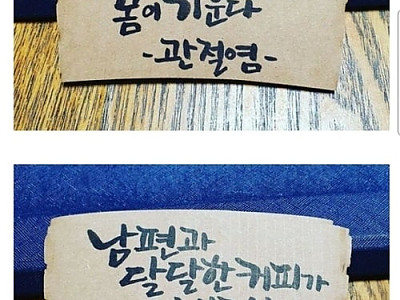 몸이 기운다
-관절염-
남편과
달달한 커피가